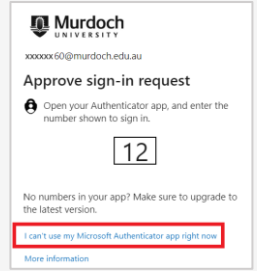 Murdoch
UNIVERSITY
xxxxxx60@murdoch.edu.au
Approve sign-in request
Open your Authenticator app, and enter the
number shown to sign in.
12
No numbers in your app? Make sure to upgrade to
the latest version.
I can't use my Microsoft Authenticator app right now
More information